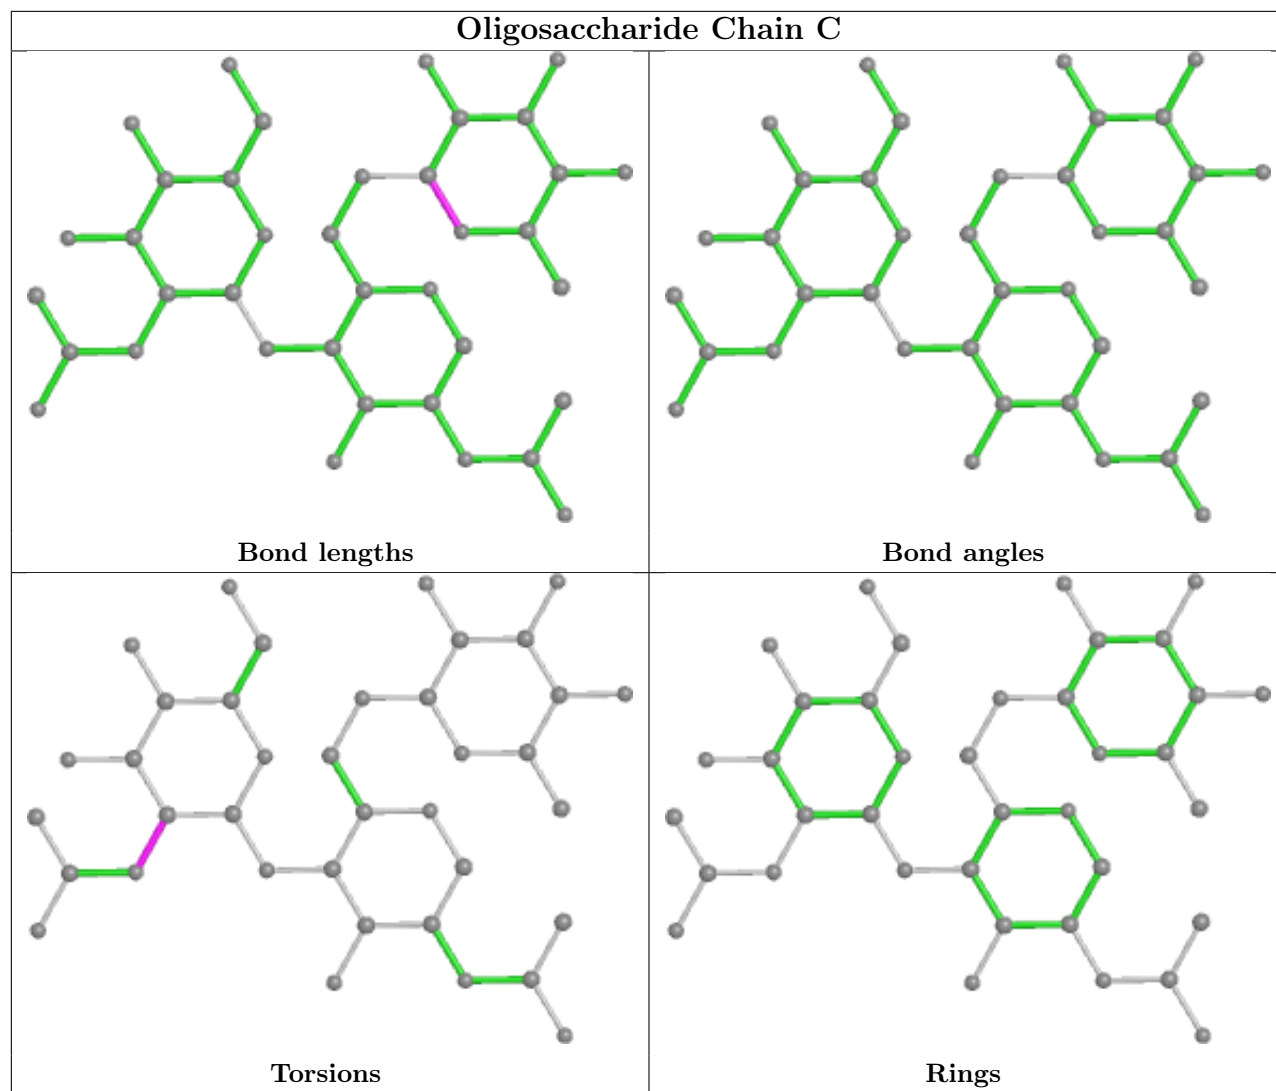 Oligosaccharide Chain C
Bond lengths
Bond angles
Torsions
Rings